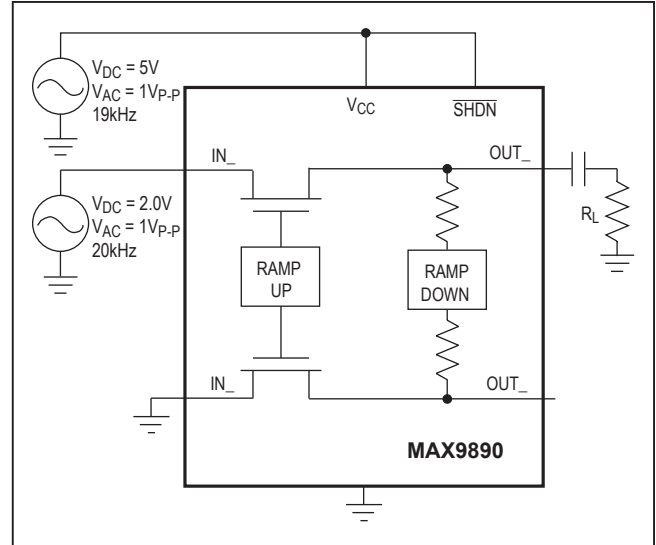 V_DC = 5V
V_AC = 1V_P-P
19kHz
V_CC
S̅H̅D̅N̅
IN_
OUT_
V_DC = 2.0V
V_AC = 1V_P-P
20kHz
R_L
RAMP
UP
RAMP
DOWN
IN_
OUT_
MAX9890